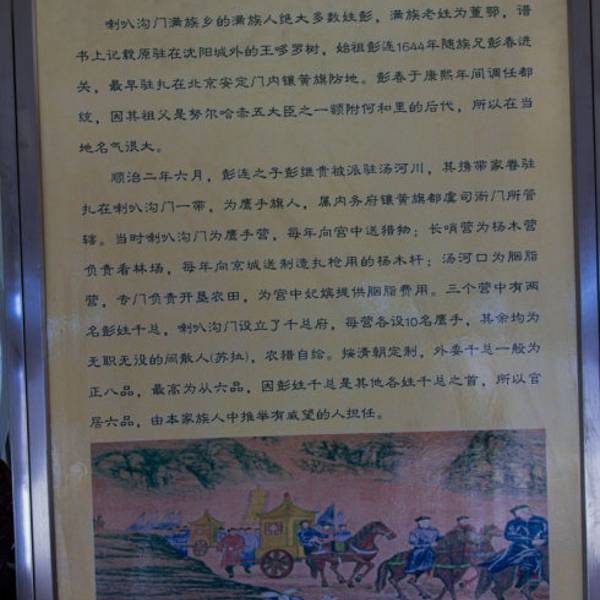 喇叭沟门满族乡的满族人绝大多数姓彭，满族老姓为董鄂，谱
书上记载原驻在沈阳城外的王哆罗树，始祖彭连1644年随族兄彭春进
关，最早驻扎在北京安定门内镶黄旗防地。彭春于康熙年间调任都
统，因其祖父是努尔哈赤五大臣之一额附何和里的后代，所以在当
地名气很大。
顺治二年六月，彭连之子彭继贵被派驻汤河川，其携带家眷驻
扎在喇叭沟门一带，为鹰手旗人，属内务府镶黄旗都虞司衙门所管
辖。当时喇叭沟门为鹰手营，每年向宫中送猎物；长哨营为杨木营
负责看林场，每年向京城送制造扎枪用的杨木杆；汤河口为胭脂
营，专门负责开垦农田，为宫中妃嫔提供胭脂费用。三个营中有两
名彭姓千总，喇叭沟门设立了千总府，每营各设10名鹰手，其余均为
无职无没的闲散人(苏拉)，农猎自给。按清朝定制，外委千总一般为
正八品，最高为从六品，因彭姓千总是其他各姓千总之首，所以官
居六品，由本家族人中推举有威望的人担任。